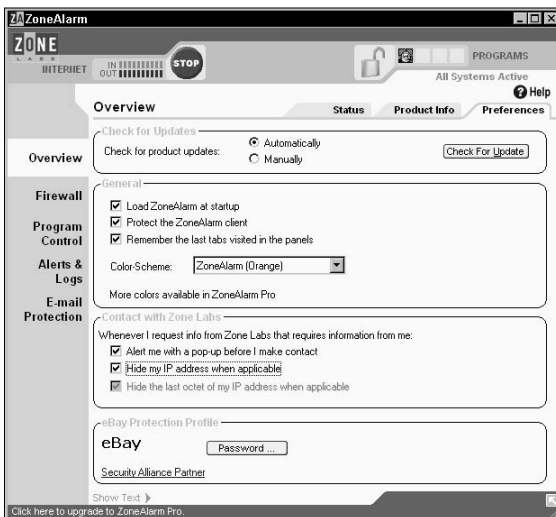 ZA ZoneAlarm
ZONE
LABS
INTERNET
IN
OUT
STOP
PROGRAMS
All Systems Active
Help
Overview
Status
Product Info
Preferences
Overview
Firewall
Program
Control
Alerts &
Logs
E-mail
Protection
Check for Updates
Check for product updates:
Automatically
Manually
Check For Update
General
Load ZoneAlarm at startup
Protect the ZoneAlarm client
Remember the last tabs visited in the panels
Color-Scheme:
ZoneAlarm (Orange)
More colors available in ZoneAlarm Pro
Contact with Zone Labs
Whenever I request info from Zone Labs that requires information from me:
Alert me with a pop-up before I make contact
Hide my IP address when applicable
Hide the last octet of my IP address when applicable
eBay Protection Profile
eBay
Password ...
Security Alliance Partner
Show Text
Click here to upgrade to ZoneAlarm Pro.